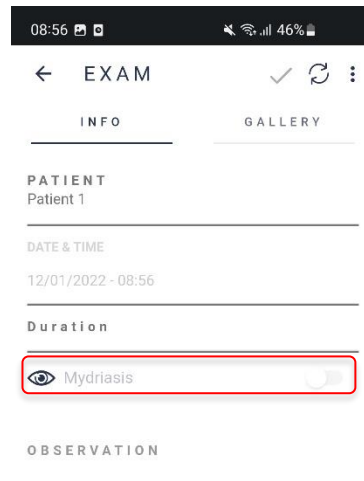 08:56 46%
EXAM
INFO GALLERY
PATIENT
Patient 1
DATE & TIME
12/01/2022 - 08:56
Duration
Mydriasis
OBSERVATION